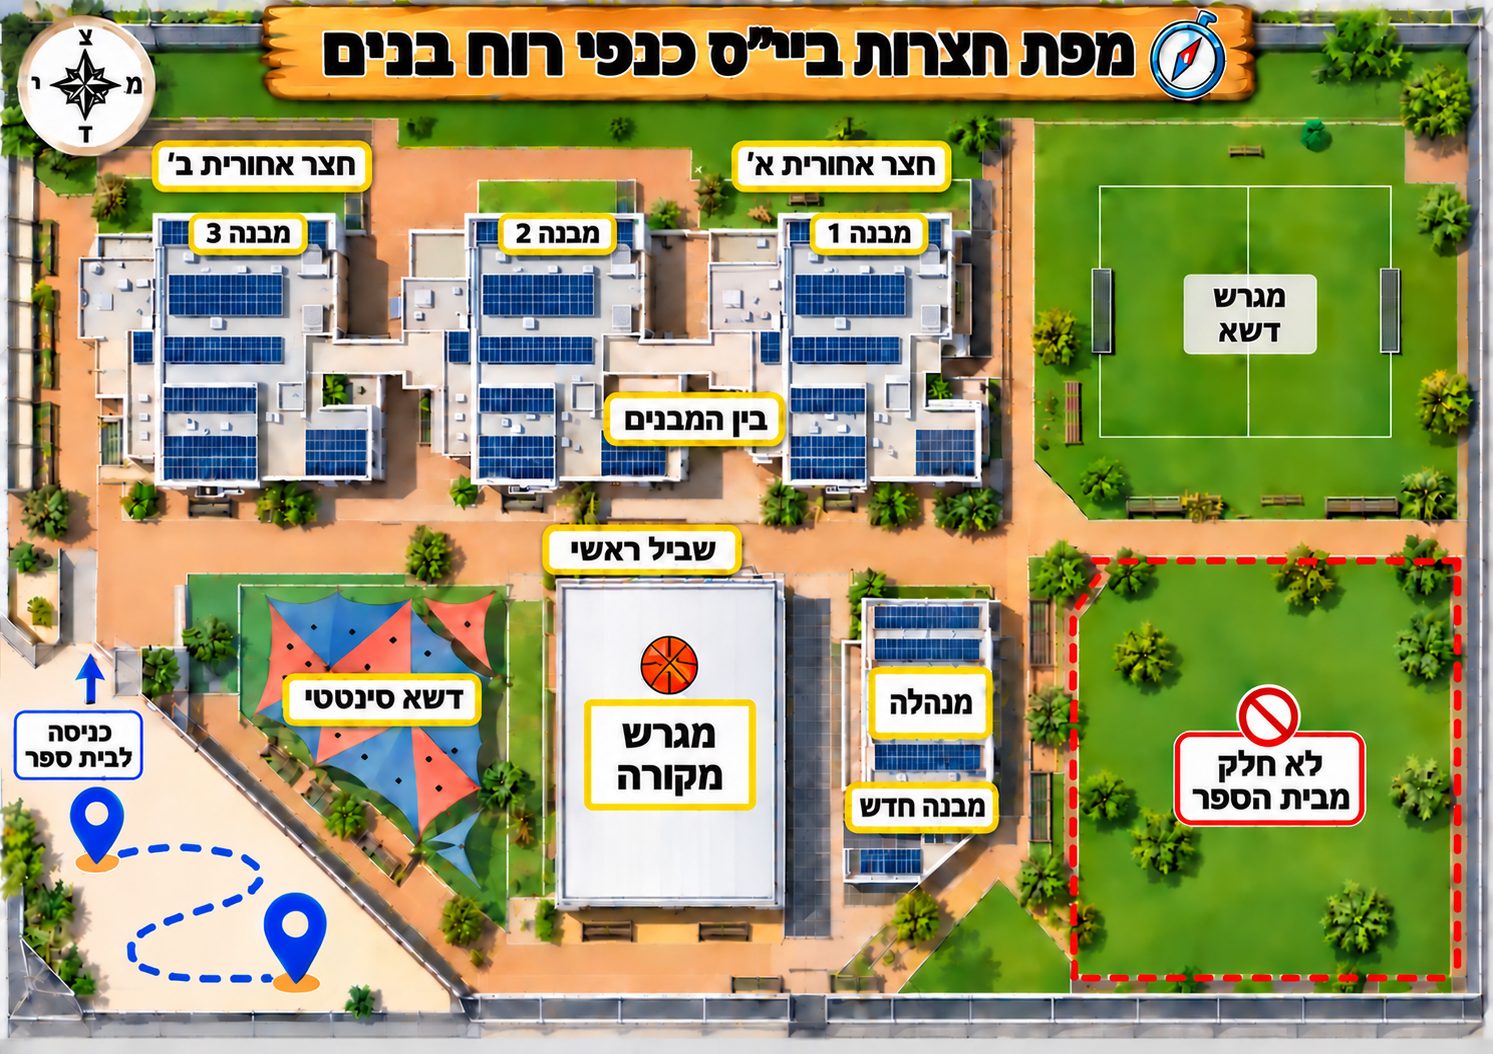 מפת חצרות ביי"ס כנפי רוח בנים
צ
י
מ
ד
חצר אחורית א'
חצר אחורית ב'
מבנה 1
מבנה 2
מבנה 3
מגרש
דשא
בין המבנים
שביל ראשי
דשא סינטטי
מגרש
מקורה
מנהלה
מבנה חדש
לא חלק
מבית הספר
כניסה
לבית ספר